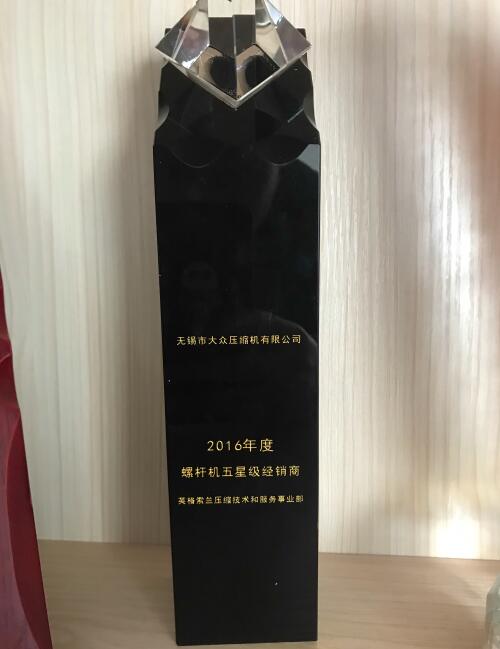 无锡市大众压缩机有限公司
2016年度
螺杆机五星级经销商
英格索兰压缩技术和服务事业部